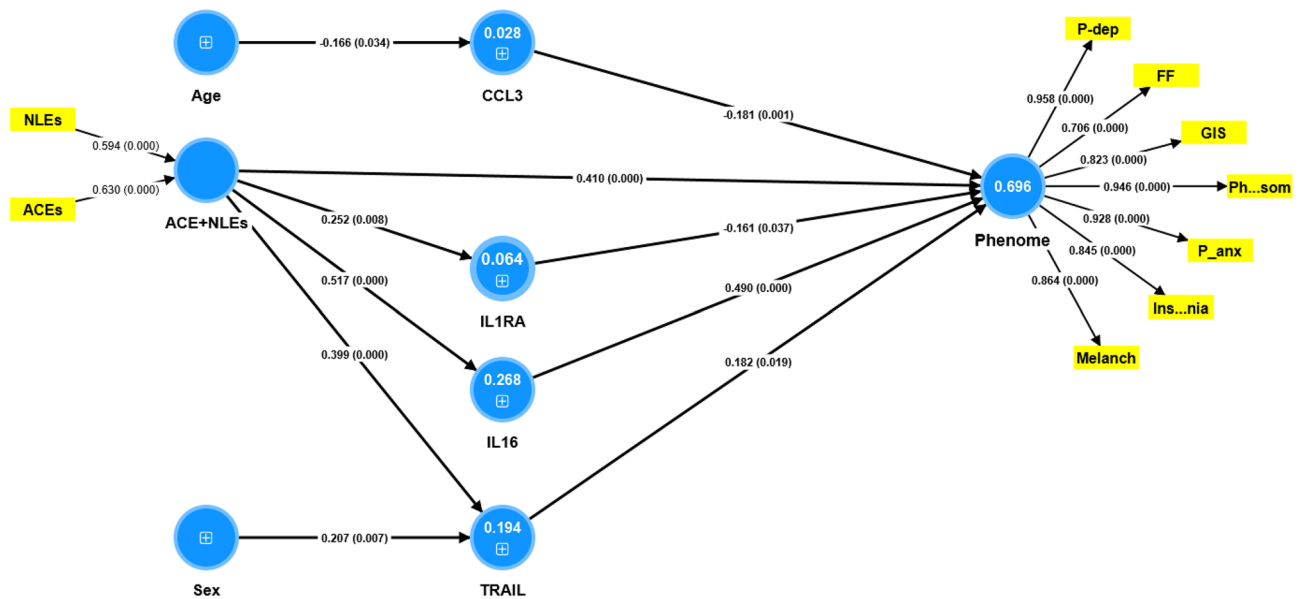 P-dep
0.028
-0.166 (0.034)
FF
Age
CCL3
0.958 (0.000)
NLEs
-0.181 (0.001)
0.706 (0.000)
GIS
0.594 (0.000)
0.823 (0.000)
0.410 (0.000)
0.696
0.946 (0.000)
Ph...som
0.630 (0.000)
ACEs
ACE+NLEs
0.252 (0.008)
-0.161 (0.037)
0.928 (0.000)
Phenome
P_anx
0.845 (0.000)
0.064
0.517 (0.000)
0.490 (0.000)
0.864 (0.000)
Ins...nia
IL1RA
0.399 (0.000)
0.182 (0.019)
Melanch
0.268
IL16
0.194
0.207 (0.007)
Sex
TRAIL